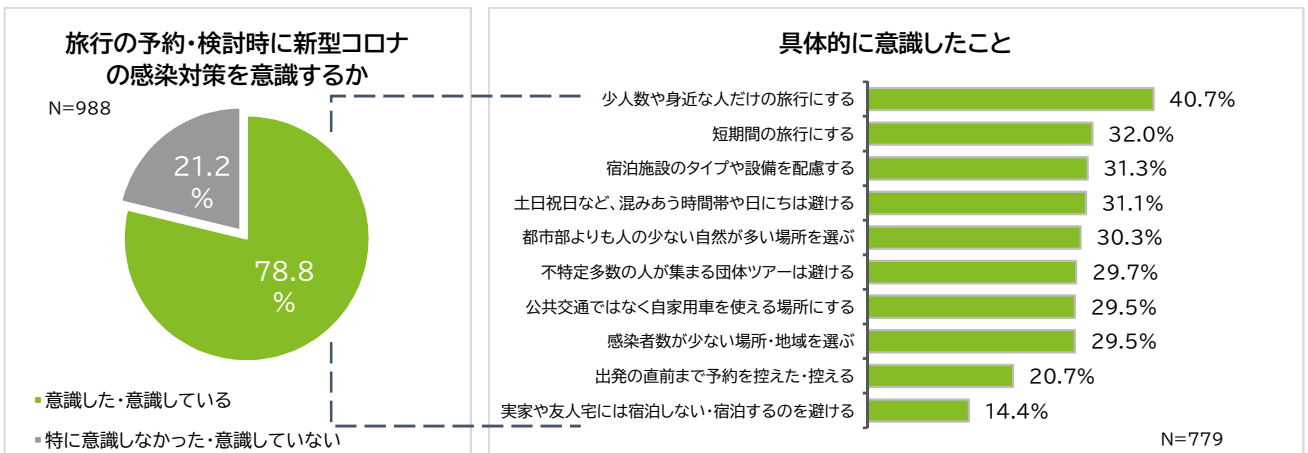 旅行の予約・検討時に新型コロナ
の感染対策を意識するか
N=988
21.2
%
78.8
%
意識した・意識している
特に意識しなかった・意識していない
具体的に意識したこと
少人数や身近な人だけの旅行にする 40.7%
短期間の旅行にする 32.0%
宿泊施設のタイプや設備を配慮する 31.3%
土日祝日など、混みあう時間帯や日にちは避ける 31.1%
都市部よりも人の少ない自然が多い場所を選ぶ 30.3%
不特定多数の人が集まる団体ツアーは避ける 29.7%
公共交通ではなく自家用車を使える場所にする 29.5%
感染者数が少ない場所・地域を選ぶ 29.5%
出発の直前まで予約を控えた・控える 20.7%
実家や友人宅には宿泊しない・宿泊するのを避ける 14.4%
N=779